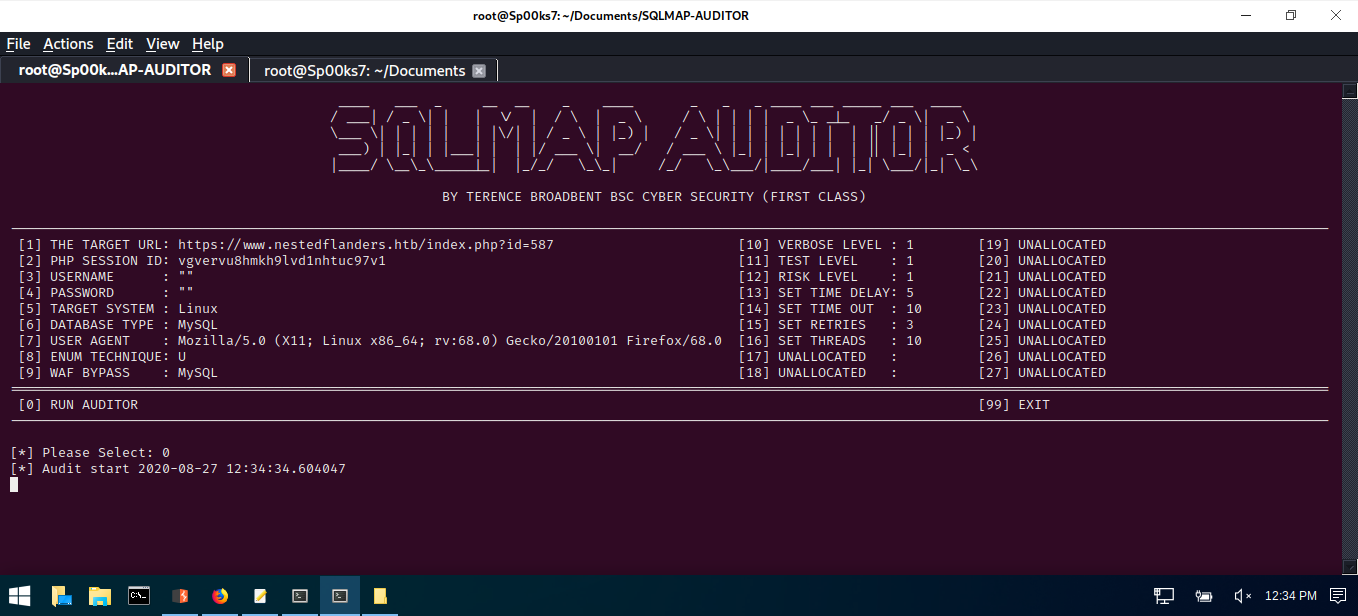 root@Sp00ks7: ~/Documents/SQLMAP-AUDITOR
File Actions Edit View Help
root@Sp00k...AP-AUDITOR root@Sp00ks7: ~/Documents
SQLMAP AUDITOR
BY TERENCE BROADBENT BSC CYBER SECURITY (FIRST CLASS)
[1] THE TARGET URL: https://www.nestedflanders.htb/index.php?id=587 [10] VERBOSE LEVEL : 1 [19] UNALLOCATED
[2] PHP SESSION ID: vgvervu8hmkh9lvd1nhtuc97v1 [11] TEST LEVEL : 1 [20] UNALLOCATED
[3] USERNAME : "" [12] RISK LEVEL : 1 [21] UNALLOCATED
[4] PASSWORD : "" [13] SET TIME DELAY: 5 [22] UNALLOCATED
[5] TARGET SYSTEM : Linux [14] SET TIME OUT : 10 [23] UNALLOCATED
[6] DATABASE TYPE : MySQL [15] SET RETRIES : 3 [24] UNALLOCATED
[7] USER AGENT : Mozilla/5.0 (X11; Linux x86_64; rv:68.0) Gecko/20100101 Firefox/68.0 [16] SET THREADS : 10 [25] UNALLOCATED
[8] ENUM TECHNIQUE: U [17] UNALLOCATED : [26] UNALLOCATED
[9] WAF BYPASS : MySQL [18] UNALLOCATED : [27] UNALLOCATED
[0] RUN AUDITOR [99] EXIT
[*] Please Select: 0
[*] Audit start 2020-08-27 12:34:34.604047
12:34 PM